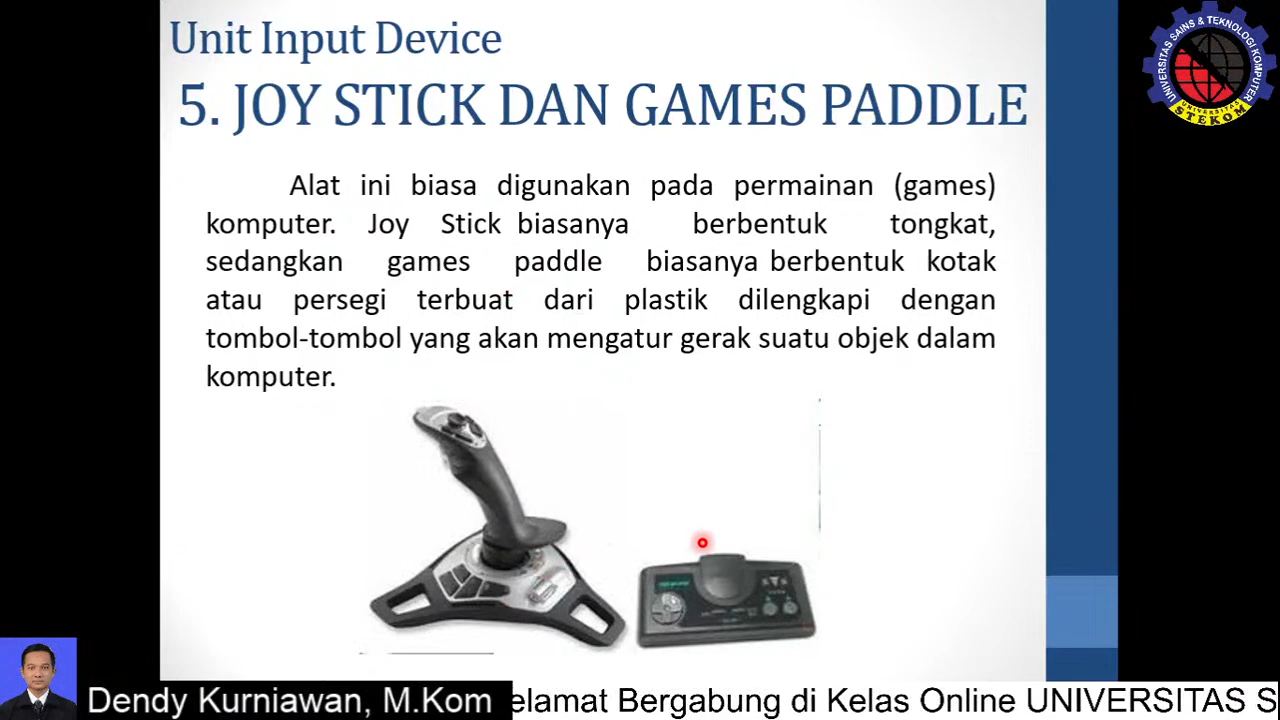 Unit Input Device
5. JOY STICK DAN GAMES PADDLE
Alat ini biasa digunakan pada permainan (games)
komputer. Joy Stick biasanya berbentuk tongkat,
sedangkan games paddle biasanya berbentuk kotak
atau persegi terbuat dari plastik dilengkapi dengan
tombol-tombol yang akan mengatur gerak suatu objek dalam
komputer.
UNIVERSITAS SAINS & TEKNOLOGI KOMPUTER
UNIVERSITAS
STEKOM
Dendy Kurniawan, M.Kom
elamat Bergabung di Kelas Online UNIVERSITAS S